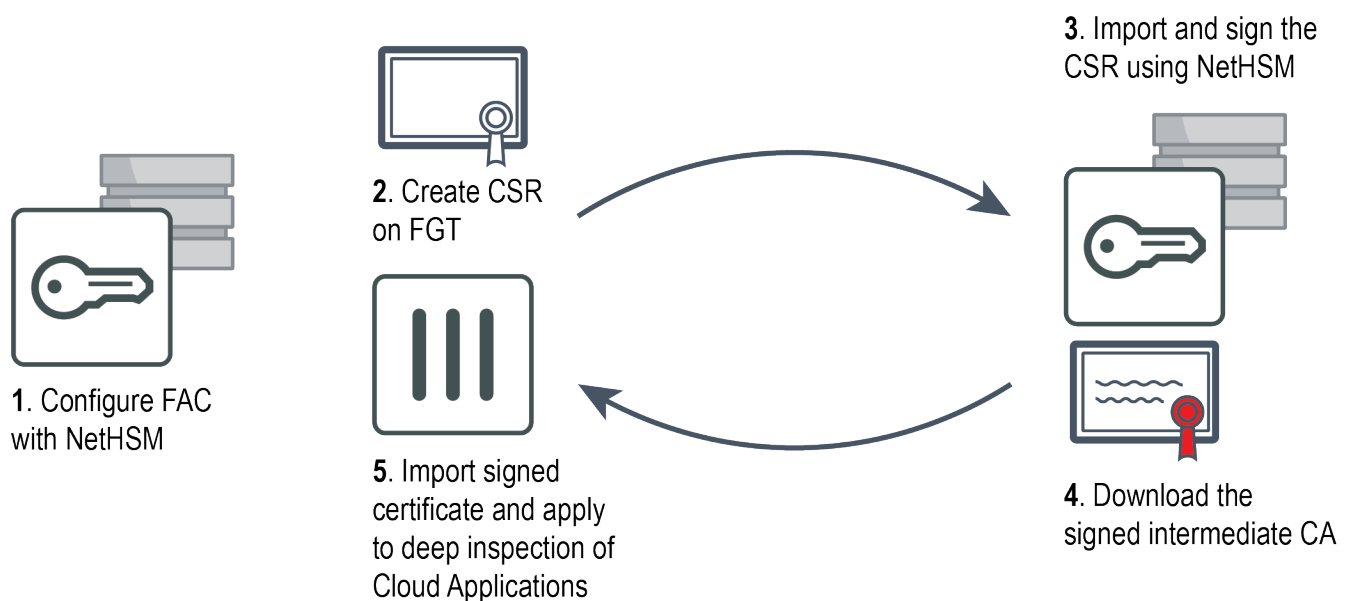 1. Configure FAC
with NetHSM
2. Create CSR
on FGT
3. Import and sign the
CSR using NetHSM
4. Download the
signed intermediate CA
5. Import signed
certificate and apply
to deep inspection of
Cloud Applications